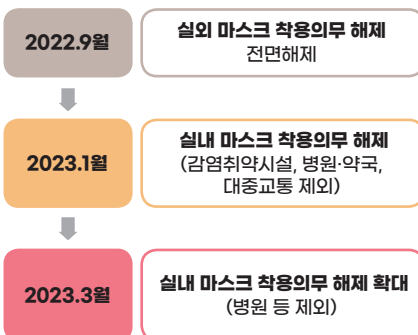 2022.9월
실외 마스크 착용의무 해제
전면해제
2023.1월
실내 마스크 착용의무 해제
(감염취약시설, 병원·약국,
대중교통 제외)
2023.3월
실내 마스크 착용의무 해제 확대
(병원 등 제외)